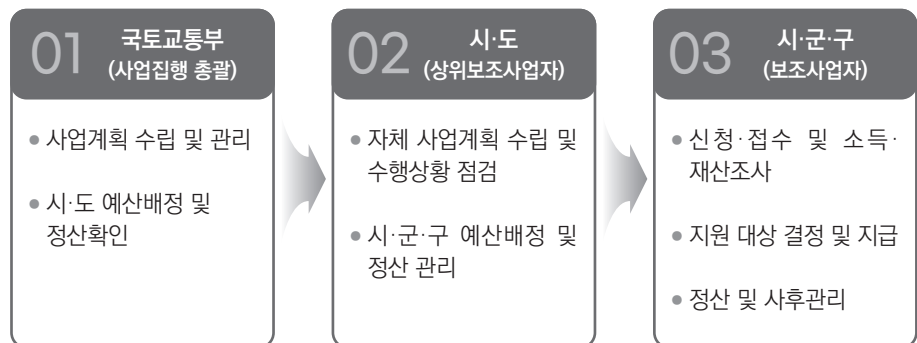 01
국토교통부
(사업집행 총괄)
● 사업계획 수립 및 관리
● 시·도 예산배정 및
정산확인
02
시·도
(상위보조사업자)
● 자체 사업계획 수립 및
수행상황 점검
● 시·군·구 예산배정 및
정산 관리
03
시·군·구
(보조사업자)
● 신청·접수 및 소득·
재산조사
● 지원 대상 결정 및 지급
● 정산 및 사후관리